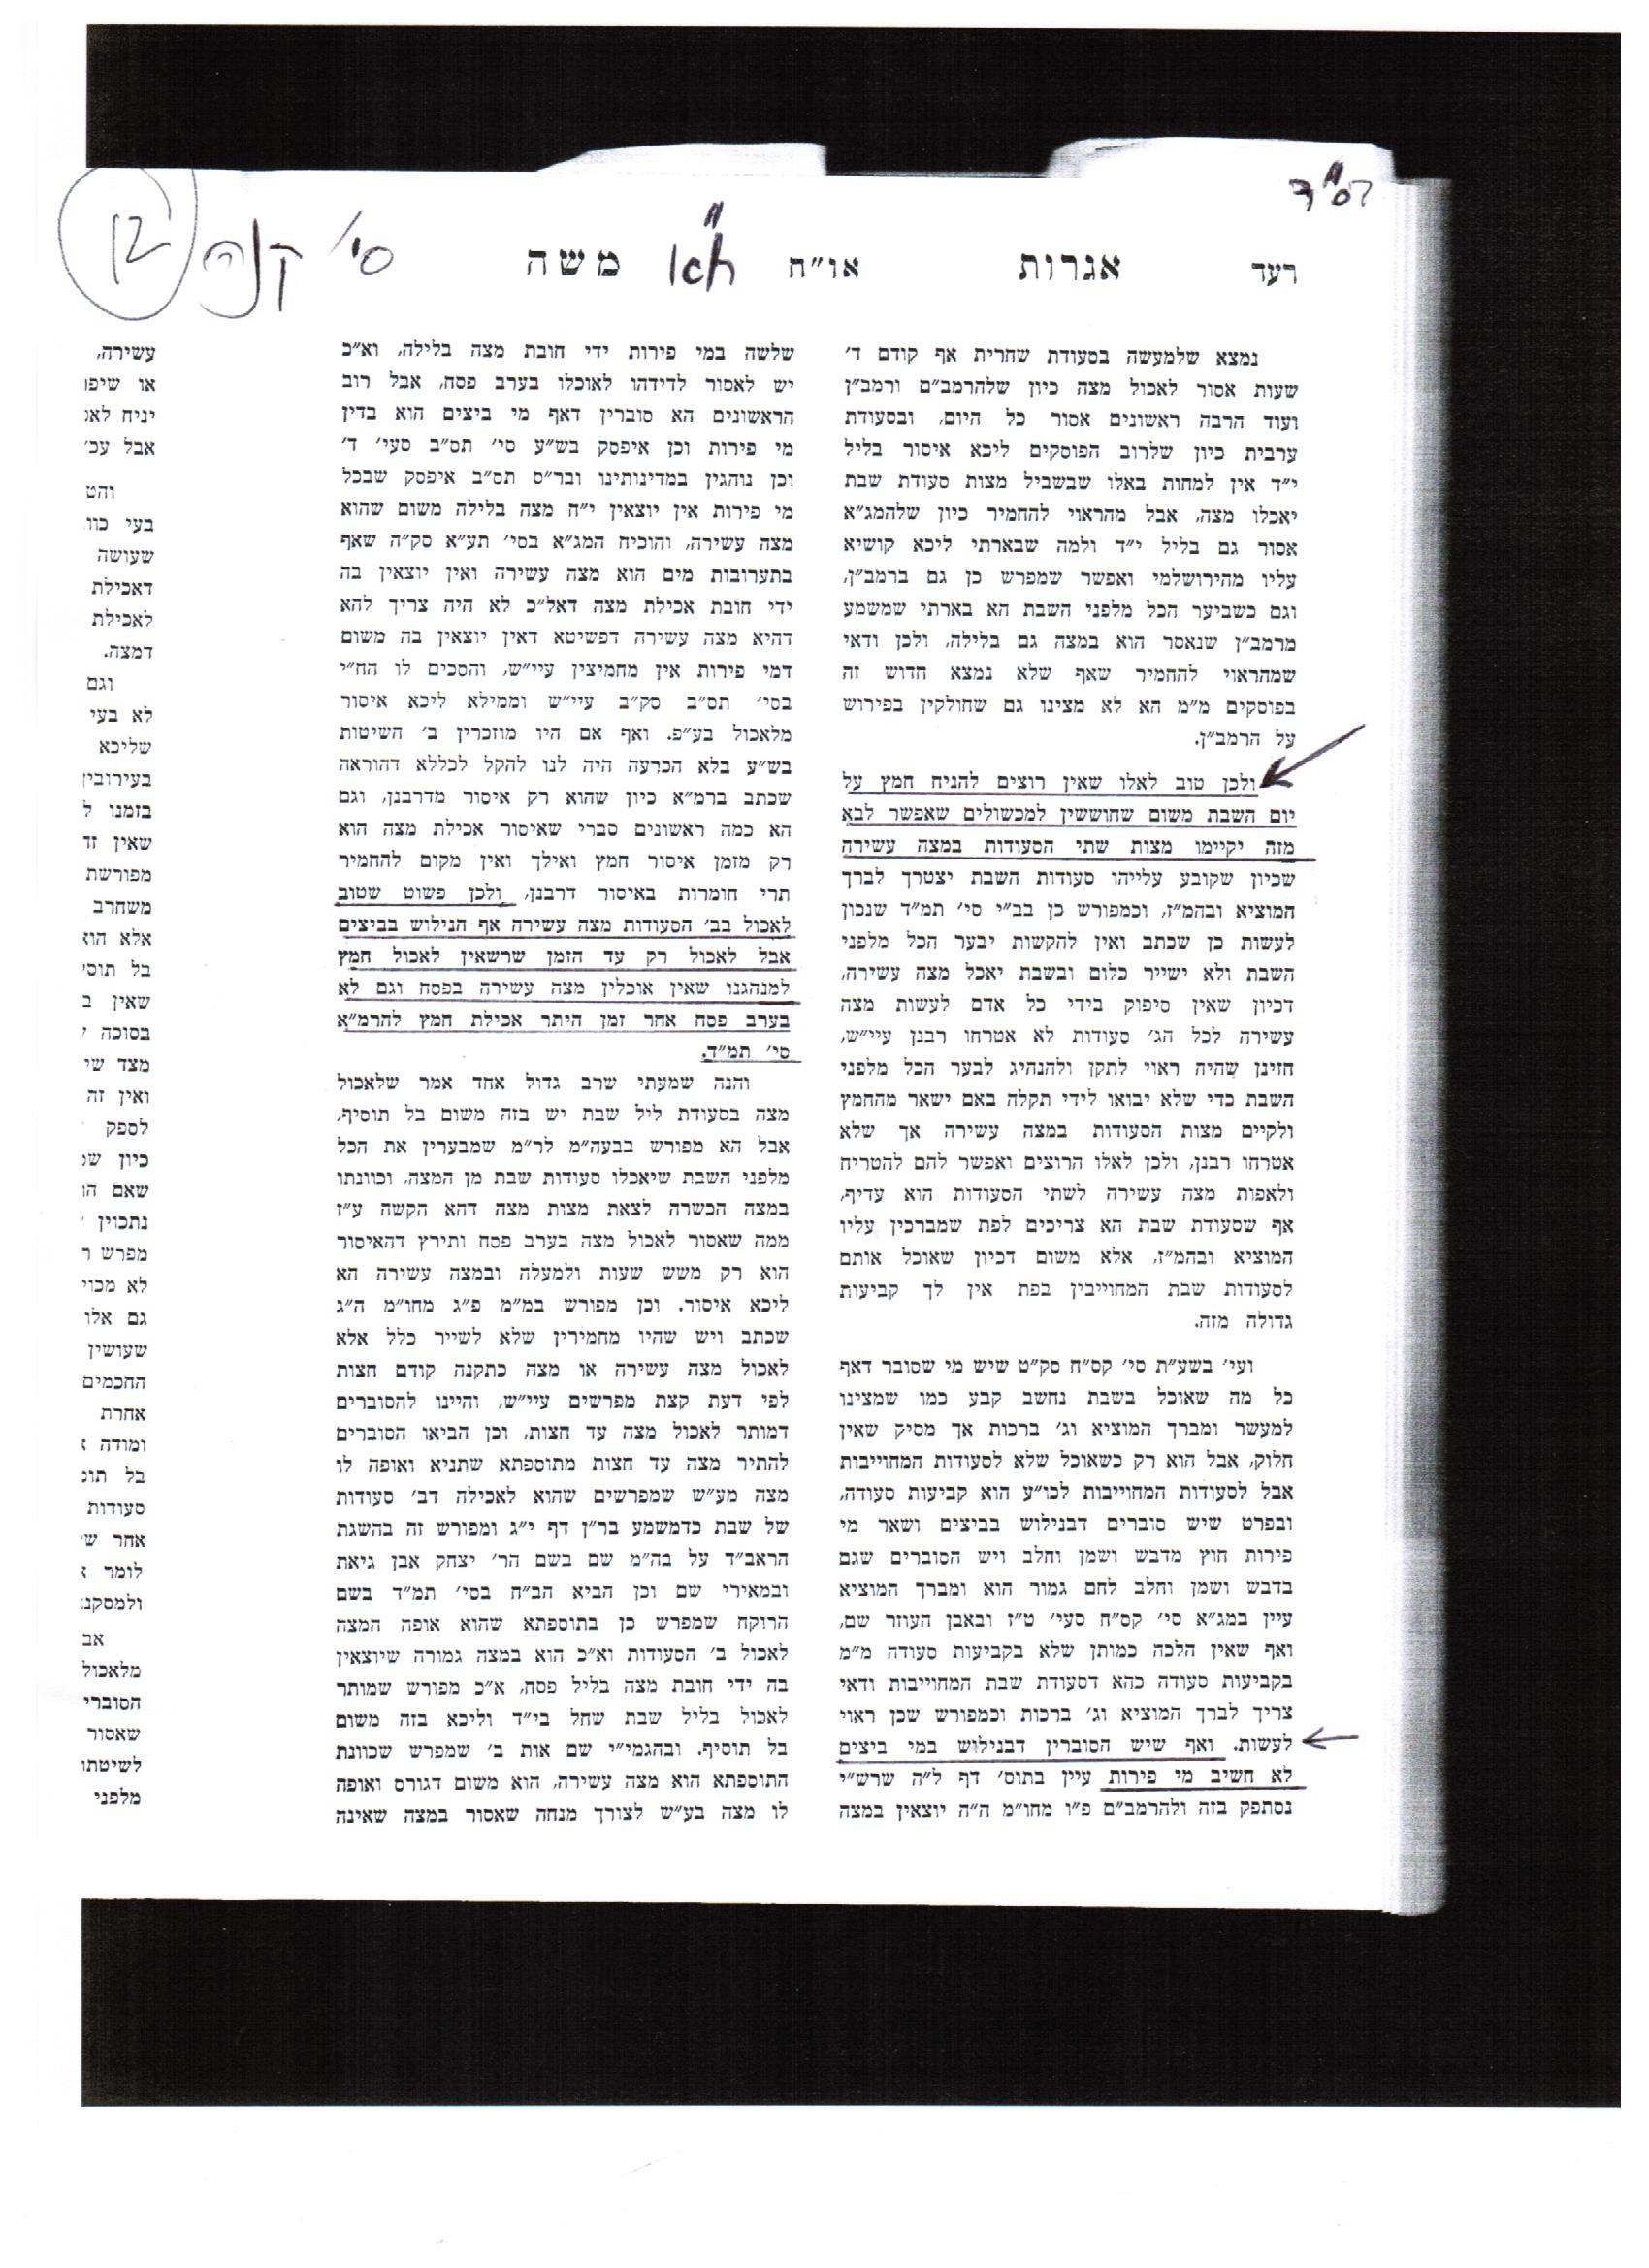 בס"ד
רעד
אגרות
או"ח
ח"א
משה
סי' קנה
נמצא שלמעשה בסעודת שחרית אף קודם ד'
שעות אסור לאכול מצה כיון שלהרמב"ם ורמב"ן
ועוד הרבה ראשונים אסור כל היום, ובסעודת
ערבית כיון שלרוב הפוסקים ליכא איסור בליל
י"ד אין למחות באלו שבשביל מצות סעודת שבת
יאכלו מצה, אבל מהראוי להחמיר כיון שלהמג"א
אסור גם בליל י"ד ולמה שבארתי ליכא קושיא
עליו מהירושלמי ואפשר שמפרש כן גם ברמב"ן,
וגם כשביער הכל מלפני השבת הא בארתי שמשמע
מרמב"ן שנאסר הוא במצה גם בלילה, ולכן ודאי
שמהראוי להחמיר שאף שלא נמצא חדוש זה
בפוסקים מ"מ הא לא מצינו גם שחולקין בפירוש
על הרמב"ן.
ולכן טוב לאלו שאין רוצים להניח חמץ על
יום השבת משום שחוששין למכשולים שאפשר לבא
מזה יקיימו מצות שתי הסעודות במצה עשירה
שכיון שקובע עלייהו סעודות השבת יצטרך לברך
המוציא ובהמ"ז, וכמפורש כן בב"י סי' תמ"ד שנכון
לעשות כן שכתב ואין להקשות יבער הכל מלפני
השבת ולא ישייר כלום ובשבת יאכל מצה עשירה,
דכיון שאין סיפוק בידי כל אדם לעשות מצה
עשירה לכל הג' סעודות לא אטרחו רבנן עיי"ש,
חזינן שהיה ראוי לתקן ולהנהיג לבער הכל מלפני
השבת כדי שלא יבואו לידי תקלה באם ישאר מהחמץ
ולקיים מצות הסעודות במצה עשירה אך שלא
אטרחו רבנן, ולכן לאלו הרוצים ואפשר להם להטריח
ולאפות מצה עשירה לשתי הסעודות הוא עדיף,
אף שסעודת שבת הא צריכים לפת שמברכין עליו
המוציא ובהמ"ז, אלא משום דכיון שאוכל אותם
לסעודות שבת המחוייבין בפת אין לך קביעות
גדולה מזה.
ועי' בשע"ת סי' קס"ח סק"ט שיש מי שסובר דאף
כל מה שאוכל בשבת נחשב קבע כמו שמצינו
למעשר ומברך המוציא וג' ברכות אך מסיק שאין
חלוק, אבל הוא רק כשאוכל שלא לסעודות המחוייבות
אבל לסעודות המחוייבות לכו"ע הוא קביעות סעודה,
ובפרט שיש סוברים דבנילוש בביצים ושאר מי
פירות חוץ מדבש ושמן וחלב ויש הסוברים שגם
בדבש ושמן וחלב לחם גמור הוא ומברך המוציא
עיין במג"א סי' קס"ח סעי' ט"ז ובאבן העוזר שם,
ואף שאין הלכה כמותן שלא בקביעות סעודה מ"מ
בקביעות סעודה כהא דסעודת שבת המחוייבות ודאי
צריך לברך המוציא וג' ברכות וכמפורש שכן ראוי
לעשות. ואף שיש הסוברין דבנילוש במי ביצים
לא חשיב מי פירות עיין בתוס' דף ל"ה שרש"י
נסתפק בזה ולהרמב"ם פ"ו מחו"מ ה"ה יוצאין במצה
שלשה במי פירות ידי חובת מצה בלילה, וא"כ
יש לאסור לדידהו לאוכלו בערב פסח, אבל רוב
הראשונים הא סוברין דאף מי ביצים הוא בדין
מי פירות וכן איפסק בש"ע סי' תס"ב סעי' ד'
וכן נוהגין במדינותינו ובר"ס תס"ב איפסק שבכל
מי פירות אין יוצאין י"ח מצה בלילה משום שהוא
מצה עשירה, והוכיח המג"א בסי' תע"א סק"ה שאף
בתערובות מים הוא מצה עשירה ואין יוצאין בה
ידי חובת אכילת מצה דאל"כ לא היה צריך להא
דהיא מצה עשירה דפשיטא דאין יוצאין בה משום
דמי פירות אין מחמיצין עיי"ש, והסכים לו הח"י
בסי' תס"ב סק"ב עיי"ש וממילא ליכא איסור
מלאכול בע"פ. ואף אם היו מוזכרין ב' השיטות
בש"ע בלא הכרעה היה לנו להקל לכללא דהוראה
שכתב ברמ"א כיון שהוא רק איסור מדרבנן, וגם
הא כמה ראשונים סברי שאיסור אכילת מצה הוא
רק מזמן איסור חמץ ואילך ואין מקום להחמיר
תרי חומרות באיסור דרבנן, ולכן פשוט שטוב
לאכול בב' הסעודות מצה עשירה אף הנילוש בביצים
אבל לאכול רק עד הזמן שרשאין לאכול חמץ
למנהגנו שאין אוכלין מצה עשירה בפסח וגם לא
בערב פסח אחר זמן היתר אכילת חמץ להרמ"א
סי' תמ"ד.
והנה שמעתי שרב גדול אחד אמר שלאכול
מצה בסעודת ליל שבת יש בזה משום בל תוסיף,
אבל הא מפורש בבעה"מ לר"מ שמבערין את הכל
מלפני השבת שיאכלו סעודות שבת מן המצה, וכוונתו
במצה הכשרה לצאת מצות מצה דהא הקשה ע"ז
ממה שאסור לאכול מצה בערב פסח ותירץ דהאיסור
הוא רק משש שעות ולמעלה ובמצה עשירה הא
ליכא איסור. וכן מפורש במ"מ פ"ג מחו"מ ה"ג
שכתב ויש שהיו מחמירין שלא לשייר כלל אלא
לאכול מצה עשירה או מצה כתקנה קודם חצות
לפי דעת קצת מפרשים עיי"ש, והיינו להסוברים
דמותר לאכול מצה עד חצות, וכן הביאו הסוברים
להתיר מצה עד חצות מתוספתא שתניא ואופה לו
מצה מע"ש שמפרשים שהוא לאכילה דב' סעודות
של שבת כדמשמע בר"ן דף י"ג ומפורש זה בהשגת
הראב"ד על בה"מ שם בשם הר' יצחק אבן גיאת
ובמאירי שם וכן הביא הב"ח בסי' תמ"ד בשם
הרוקח שמפרש כן בתוספתא שהוא אופה המצה
לאכול ב' הסעודות וא"כ הוא במצה גמורה שיוצאין
בה ידי חובת מצה בליל פסח, א"כ מפורש שמותר
לאכול בליל שבת שחל בי"ד וליכא בזה משום
בל תוסיף. ובהגמי"י שם אות ב' שמפרש שכוונת
התוספתא הוא מצה עשירה, הוא משום דגורס ואופה
לו מצה בע"ש לצורך מנחה שאסור במצה שאינה
עשירה,
או שיפו
יניח לאכ
אבל עכ'
והט
בעי כוו
שעושה
דאכילת
לאכילת
דמצה.
וגם
לא בעי
שליכא
בעירובין
בזמנו ל
שאין זד
מפורשת
משחרב
אלא הוא
בל תוסי
שאין ב
בסוכה
מצד שי
ואין זה
לספק
כיון שכ
שאם הו
נתכוין
מפרש ר
לא מכוי
גם אלו
שעושין
החכמים
אחרת
ומודה
בל תוס
סעודות
אחר שי
לומר
ולמסקנ
אב
מלאכול
הסוברי
שאסור
לשיטתו
מלפני